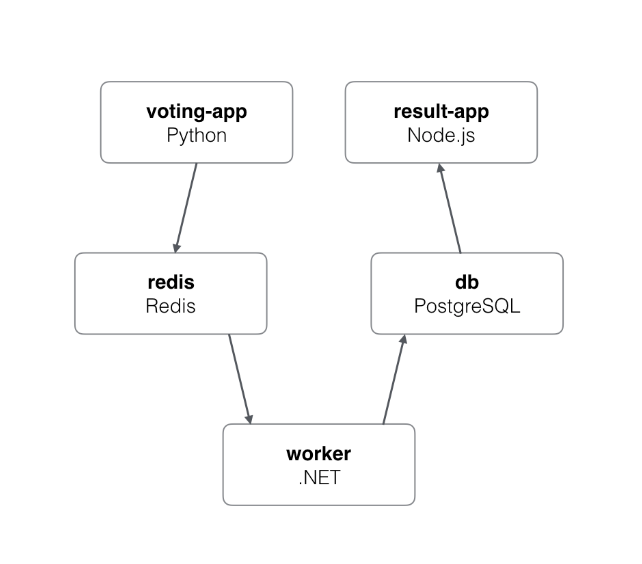 voting-app
Python
result-app
Node.js
redis
Redis
db
PostgreSQL
worker
.NET